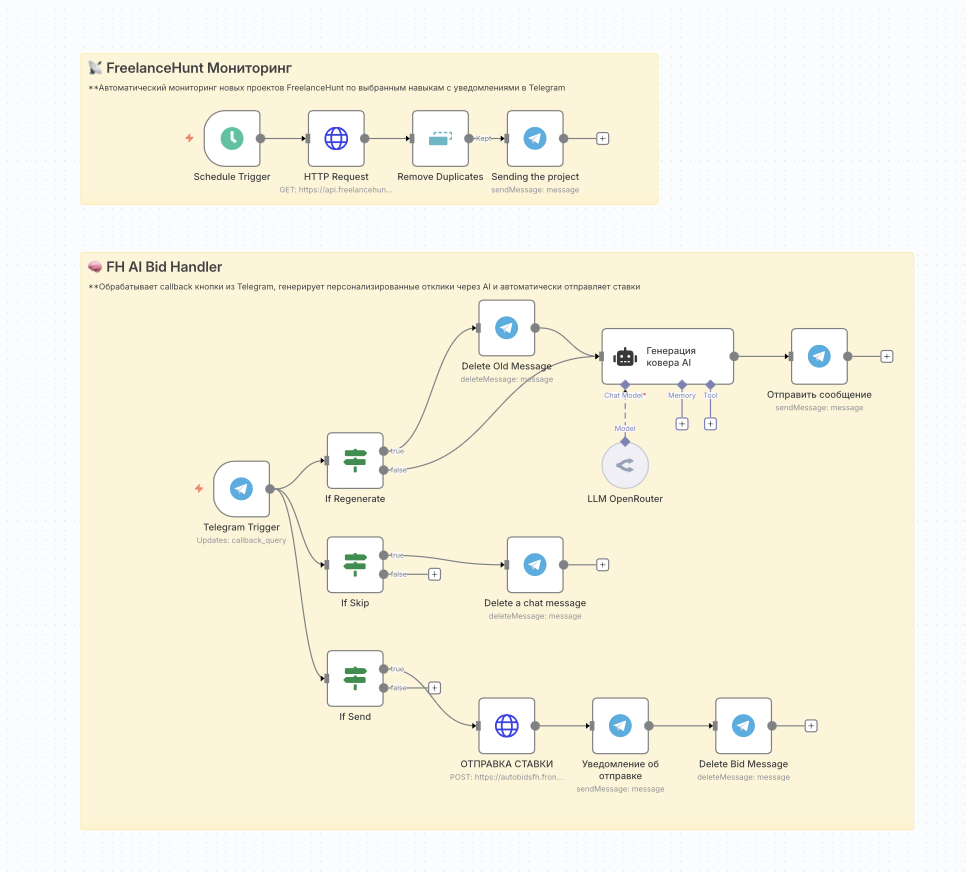 FreelanceHunt Мониторинг
**Автоматический мониторинг новых проектов FreelanceHunt по выбранным навыкам с уведомлениями в Telegram
Kept
Schedule Trigger
HTTP Request
Remove Duplicates
Sending the project
GET: https://api.freelancehun...
sendMessage: message
FH AI Bid Handler
**Обрабатывает callback кнопки из Telegram, генерирует персонализированные отклики через AI и автоматически отправляет ставки
Delete Old Message
deleteMessage: message
Генерация
ковера AI
Chat Model*
Memory
Tool
Отправить сообщение
sendMessage: message
Model
LLM OpenRouter
true
false
If Regenerate
Telegram Trigger
Updates: callback_query
true
false
If Skip
Delete a chat message
deleteMessage: message
true
false
If Send
ОТПРАВКА СТАВКИ
POST: https://autobidsfh.fron...
Уведомление об
отправке
sendMessage: message
Delete Bid Message
deleteMessage: message